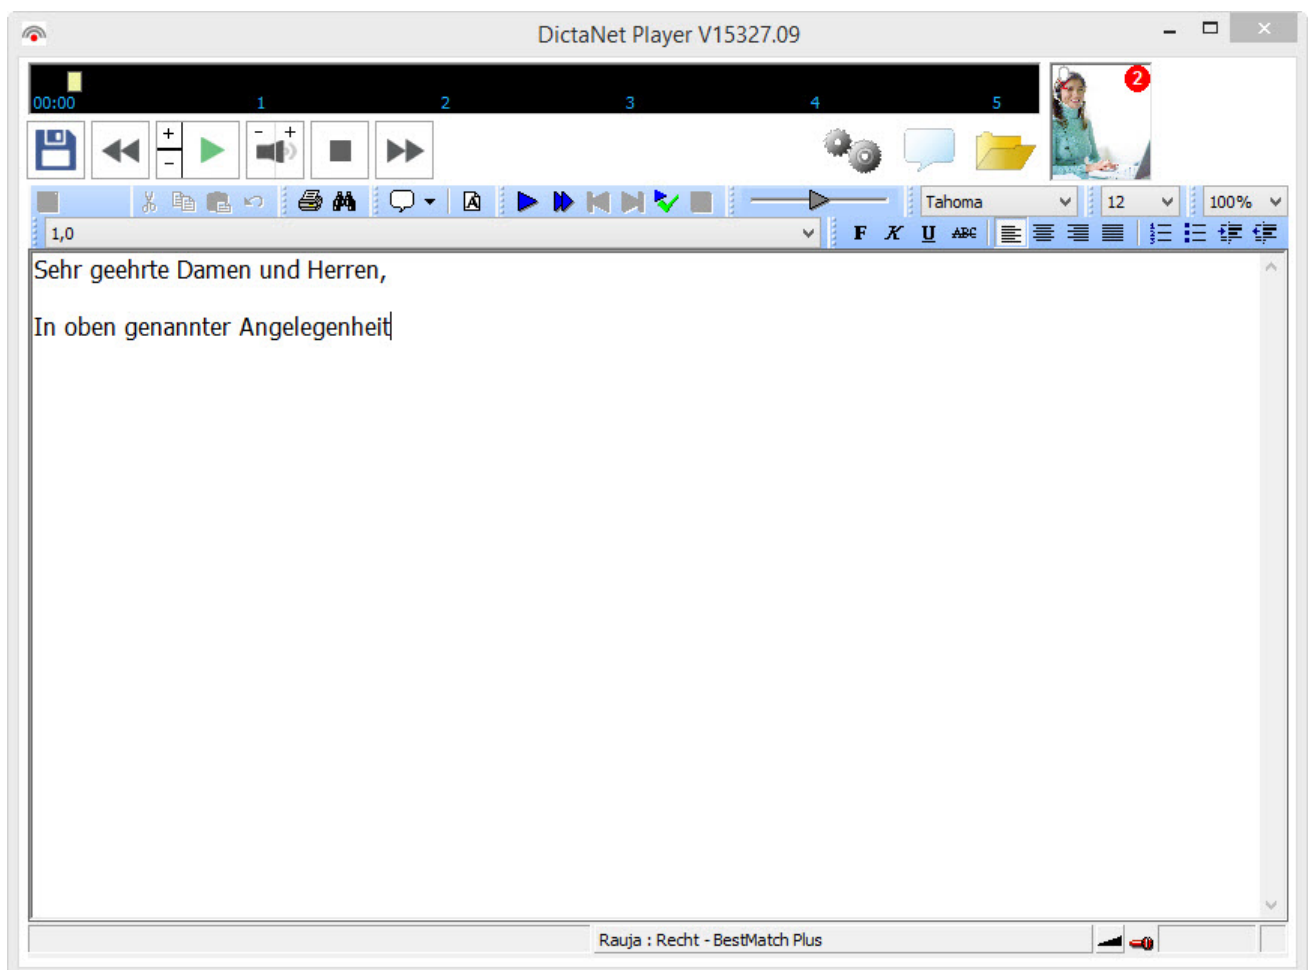 DictaNet Player V15327.09
00:00 1 2 3 4 5
2
- + 
+
-
Tahoma 12 100%
1,0 F K U ABC
Sehr geehrte Damen und Herren,
In oben genannter Angelegenheit
Rauja : Recht - BestMatch Plus